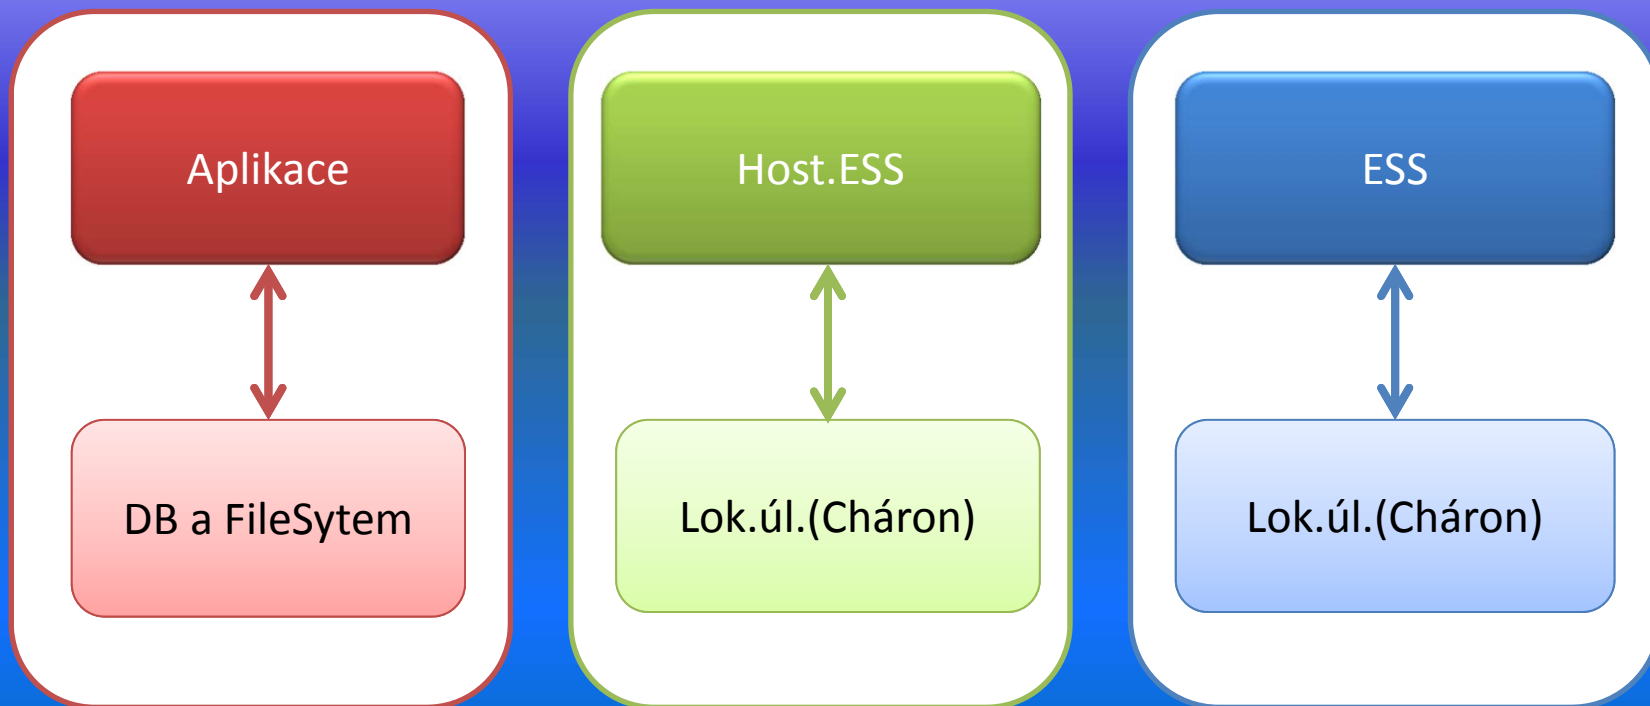 Aplikace
Host.ESS
ESS
DB a FileSytem
Lok.úl.(Cháron)
Lok.úl.(Cháron)